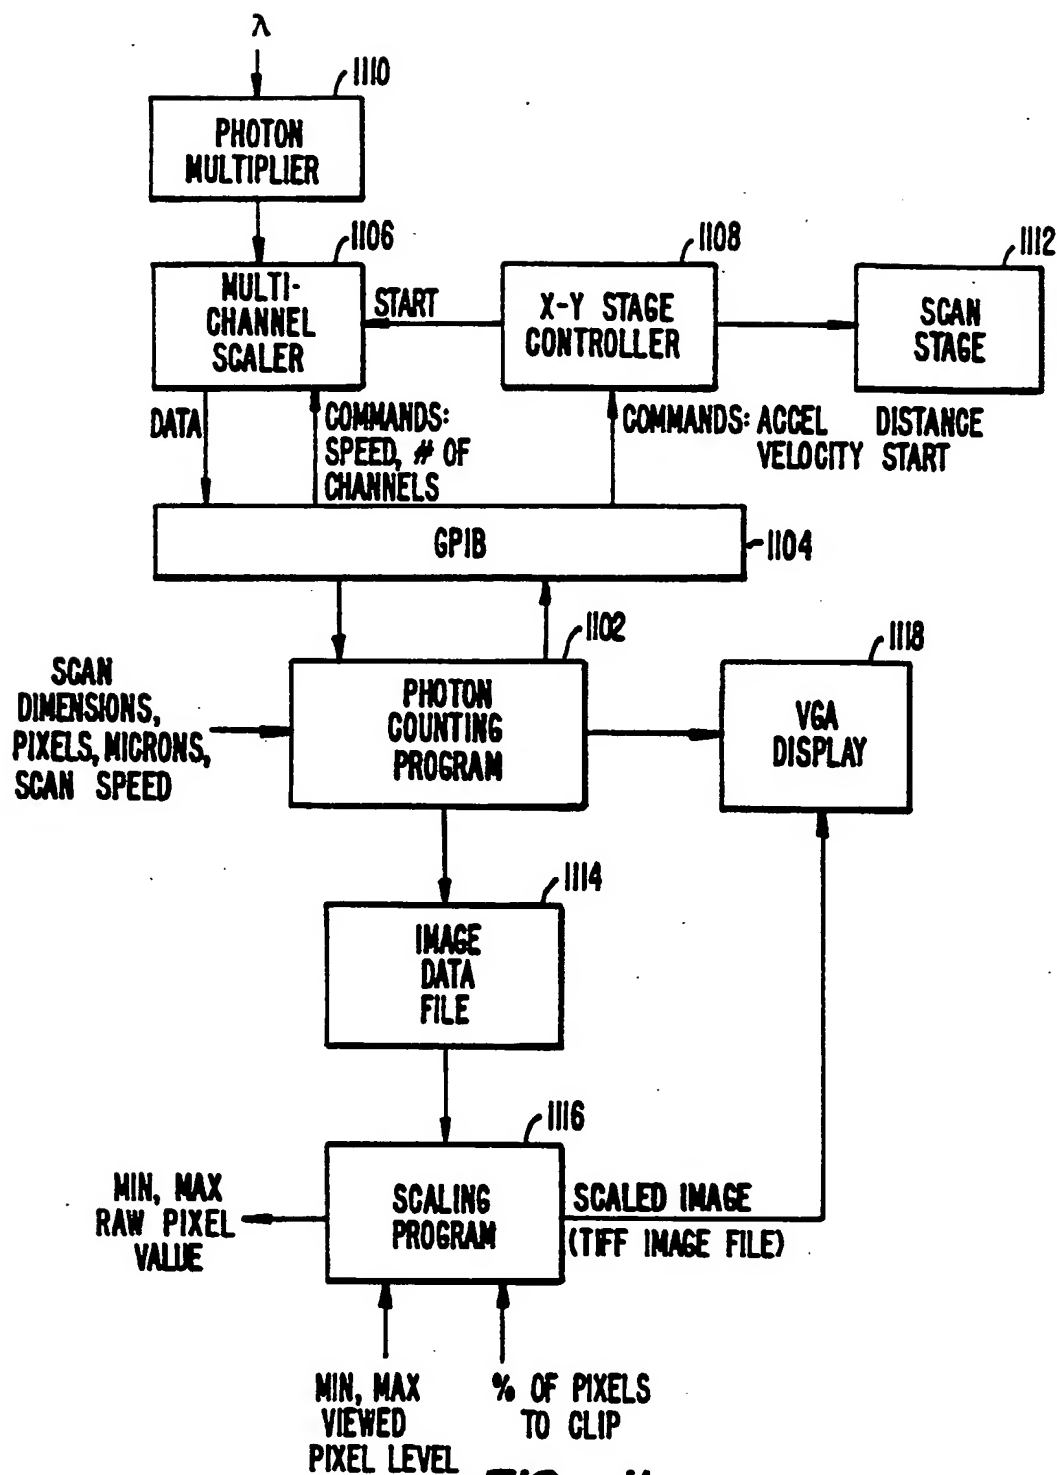 λ
1110
PHOTON
MULTIPLIER
1106
MULTI-
CHANNEL
SCALER
START
1108
X-Y STAGE
CONTROLLER
1112
SCAN
STAGE
DATA
COMMANDS:
SPEED, # OF
CHANNELS
COMMANDS: ACCEL DISTANCE
VELOCITY START
GPIB
1104
1102
PHOTON
COUNTING
PROGRAM
SCAN
DIMENSIONS,
PIXELS, MICRONS,
SCAN SPEED
1118
VGA
DISPLAY
1114
IMAGE
DATA
FILE
1116
SCALING
PROGRAM
MIN, MAX
RAW PIXEL
VALUE
SCALED IMAGE
(TIFF IMAGE FILE)
MIN, MAX
VIEWED
PIXEL LEVEL
% OF PIXELS
TO CLIP